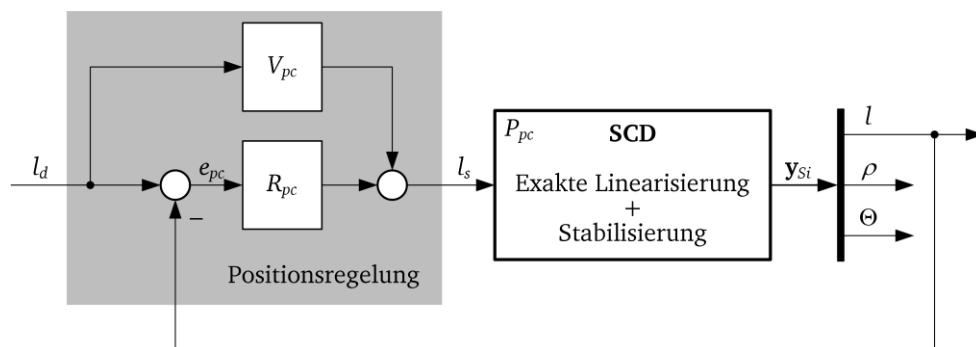 V_pc
P_pc
SCD
l
l_d
e_pc
R_pc
l_s
Exakte Linearisierung
+
Stabilisierung
y_Si
ρ
Θ
−
Positionsregelung